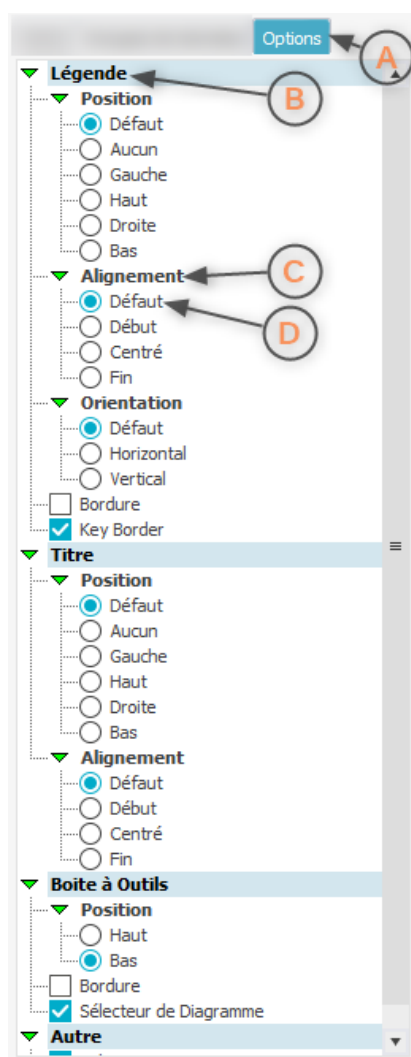 Options
A
Légende
B
Position
Défaut
Aucun
Gauche
Haut
Droite
Bas
Alignement
C
Défaut
D
Début
Centré
Fin
Orientation
Défaut
Horizontal
Vertical
Bordure
Key Border
Titre
Position
Défaut
Aucun
Gauche
Haut
Droite
Bas
Alignement
Défaut
Début
Centré
Fin
Boite à Outils
Position
Haut
Bas
Bordure
Sélecteur de Diagramme
Autre